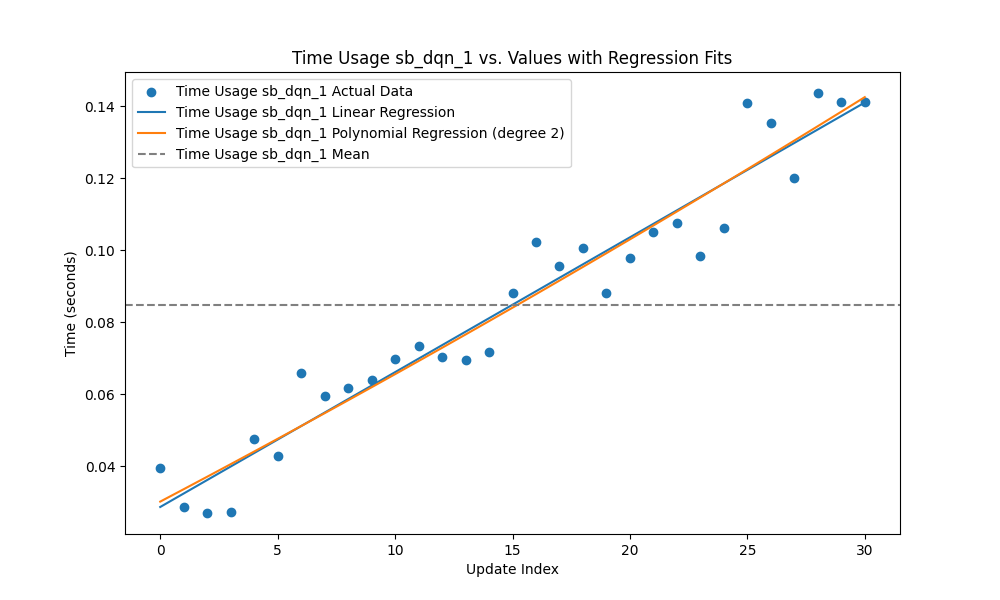 Time Usage sb_dqn_1 vs. Values with Regression Fits
Time Usage sb_dqn_1 Actual Data
Time Usage sb_dqn_1 Linear Regression
Time Usage sb_dqn_1 Polynomial Regression (degree 2)
Time Usage sb_dqn_1 Mean
Time (seconds)
0.14
0.12
0.10
0.08
0.06
0.04
0 5 10 15 20 25 30
Update Index